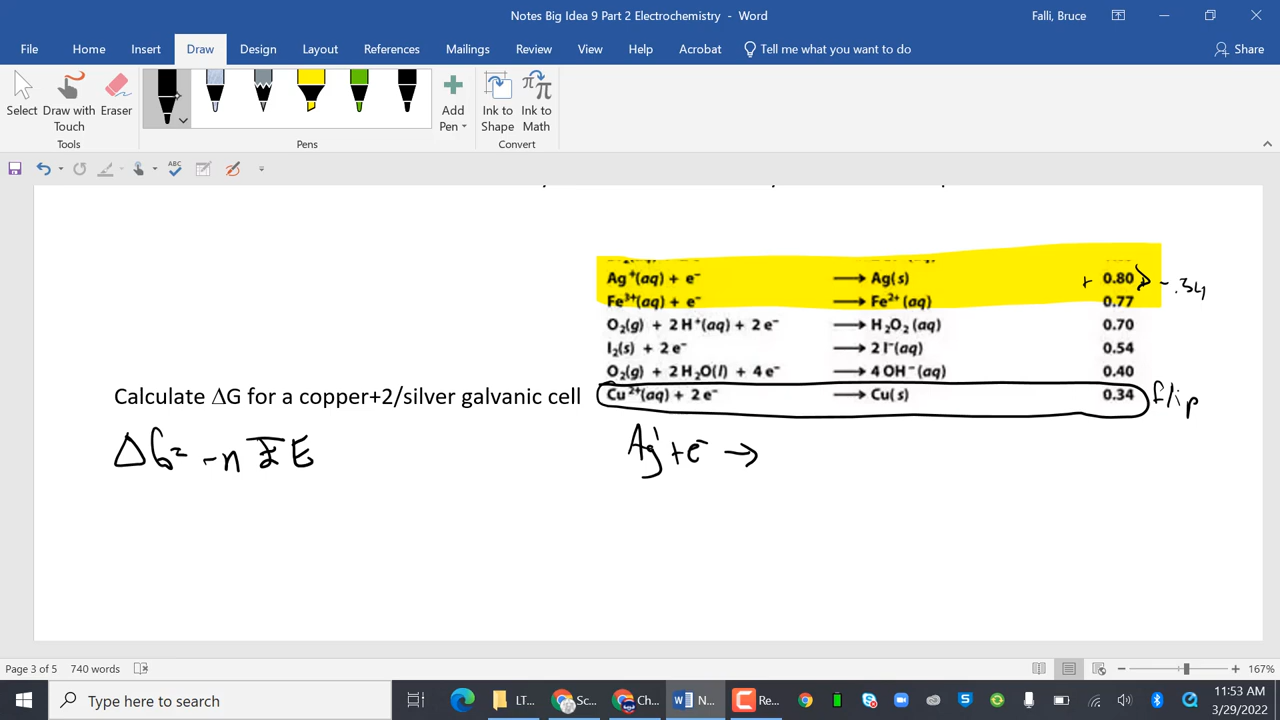 Notes Big Idea 9 Part 2 Electrochemistry - Word
Falli, Bruce
File Home Insert Draw Design Layout References Mailings Review View Help Acrobat Tell me what you want to do Share
Select Draw with Touch Eraser Add Pen Ink to Shape Ink to Math
Tools Pens Convert
ABC
Ag⁺(aq) + e⁻ ⟶ Ag(s) + 0.80 > -.34
Fe³⁺(aq) + e⁻ ⟶ Fe²⁺(aq) 0.77
O₂(g) + 2 H⁺(aq) + 2 e⁻ ⟶ H₂O₂(aq) 0.70
I₂(s) + 2 e⁻ ⟶ 2 I⁻(aq) 0.54
O₂(g) + 2 H₂O(l) + 4 e⁻ ⟶ 4 OH⁻(aq) 0.40
Calculate ΔG for a copper+2/silver galvanic cell Cu²⁺(aq) + 2 e⁻ ⟶ Cu(s) 0.34 flip
ΔG= -nFE Ag⁺+e⁻ →
Page 3 of 5 740 words 167%
Type here to search LT... Sc... Ch... N... Re... 11:53 AM
3/29/2022